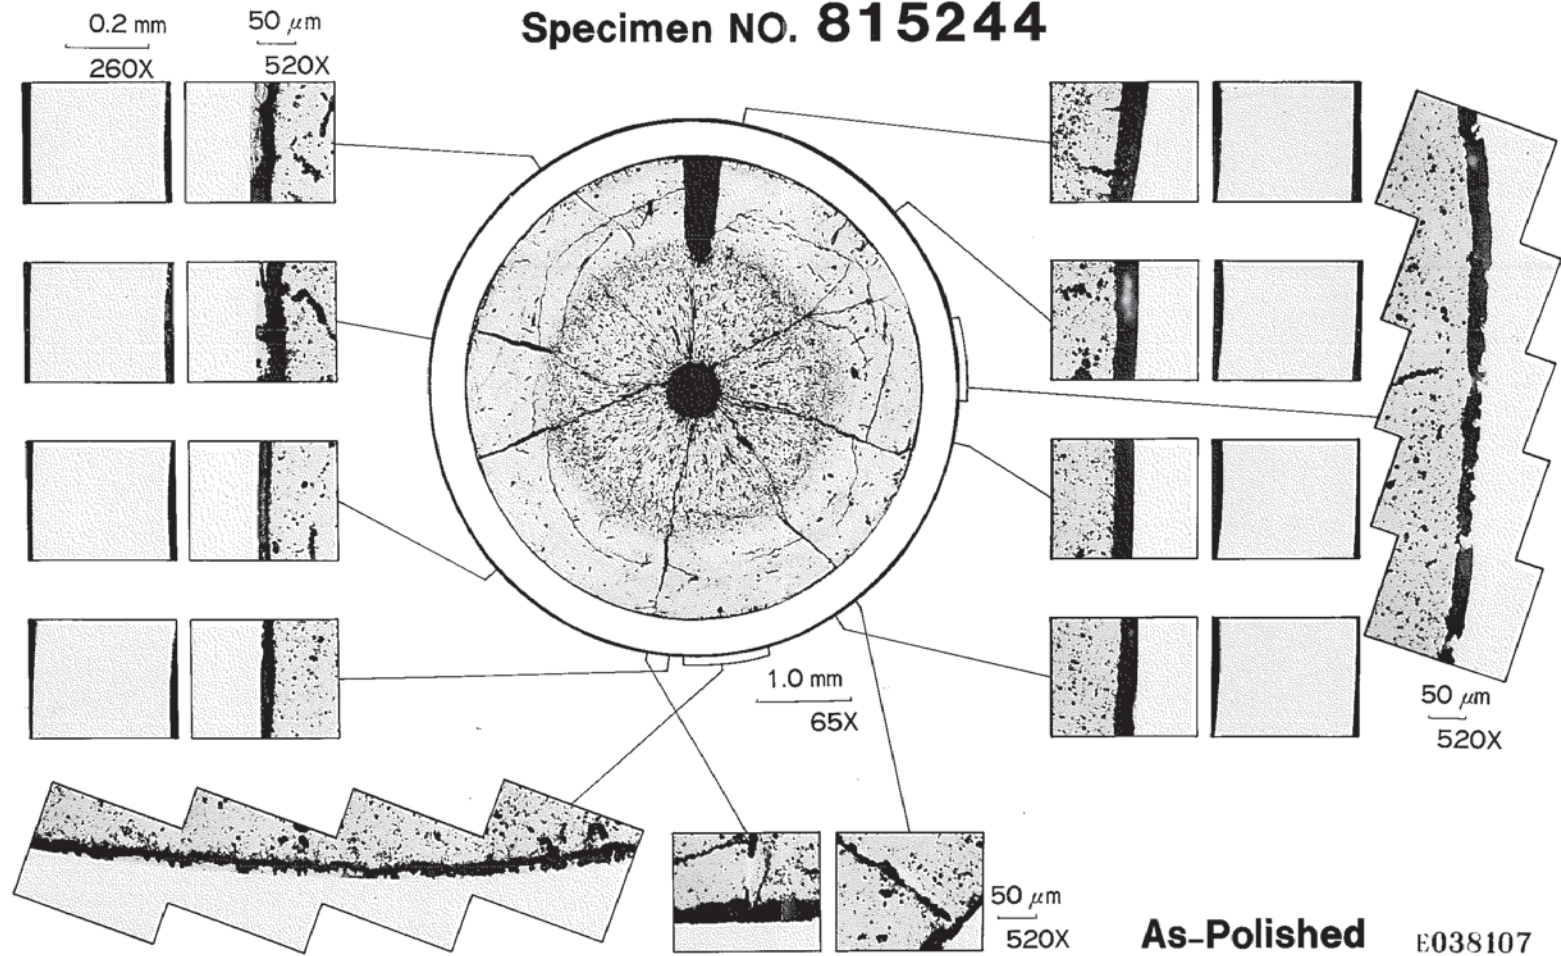 Specimen NO. 815244
0.2 mm
260X
50 μm
520X
1.0 mm
65X
50 μm
520X
50 μm
520X
As-Polished
E038107